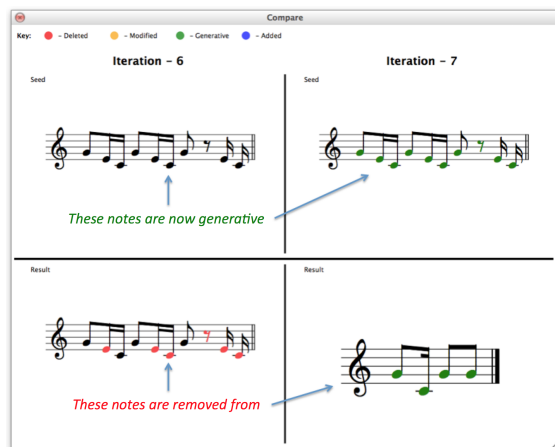 Compare
Key: - Deleted - Modified - Generative - Added
Iteration - 6
Iteration - 7
Seed
Seed
These notes are now generative
Result
Result
These notes are removed from